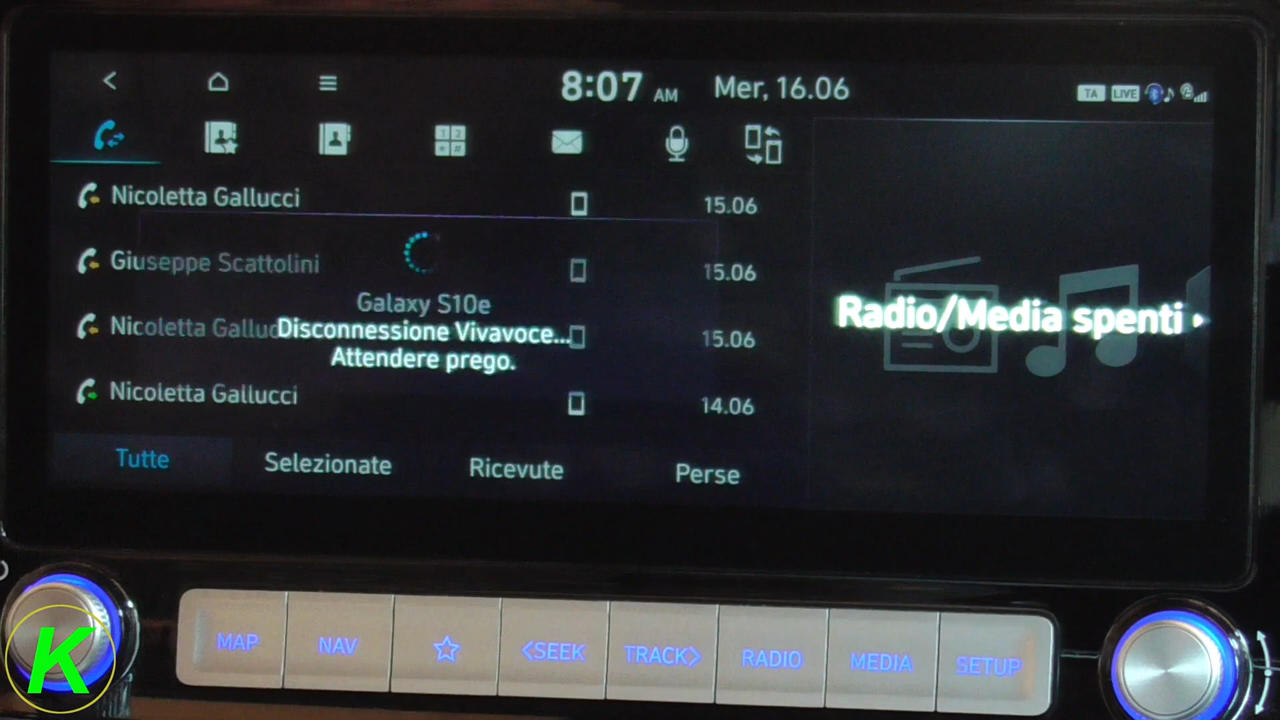 8:07 AM Mer, 16.06
TA LIVE
Nicoletta Gallucci 15.06
Giuseppe Scattolini 15.06
Galaxy S10e
Nicoletta Galluc 15.06
Disconnessione Vivavoce...
Attendere prego.
Nicoletta Gallucci 14.06
Radio/Media spenti
Tutte Selezionate Ricevute Perse
MAP NAV <SEEK TRACK> RADIO MEDIA SETUP
K